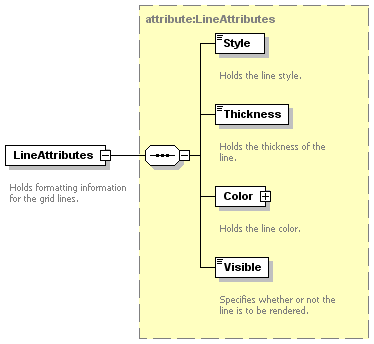 attribute:LineAttributes
Style
Holds the line style.
Thickness
Holds the thickness of the
line.
LineAttributes
Holds formatting information
for the grid lines.
Color
Holds the line color.
Visible
Specifies whether or not the
line is to be rendered.